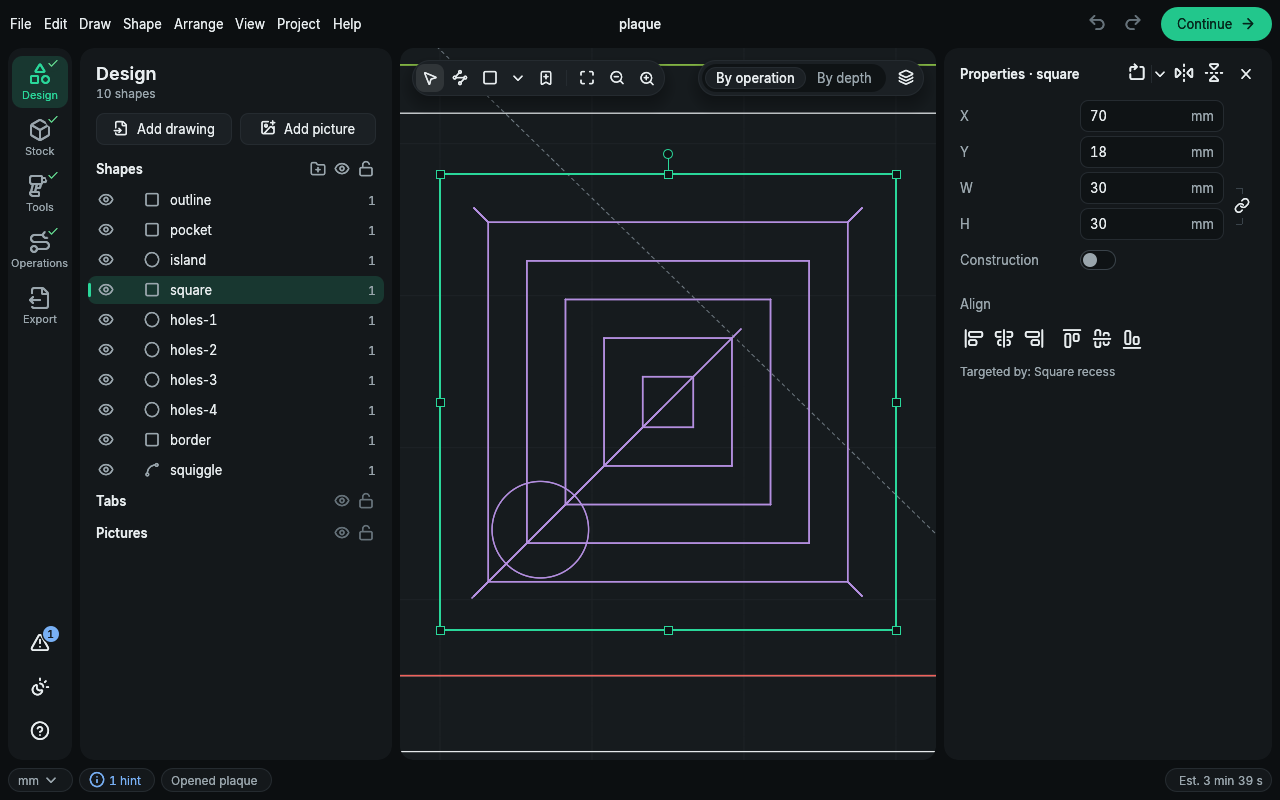 File Edit Draw Shape Arrange View Project Help
plaque
Continue
Design
Stock
Tools
Operations
Export
1
Design
10 shapes
Add drawing
Add picture
Shapes
outline 1
pocket 1
island 1
square 1
holes-1 1
holes-2 1
holes-3 1
holes-4 1
border 1
squiggle 1
Tabs
Pictures
By operation
By depth
Properties · square
X 70 mm
Y 18 mm
W 30 mm
H 30 mm
Construction
Align
Targeted by: Square recess
mm
1 hint
Opened plaque
Est. 3 min 39 s